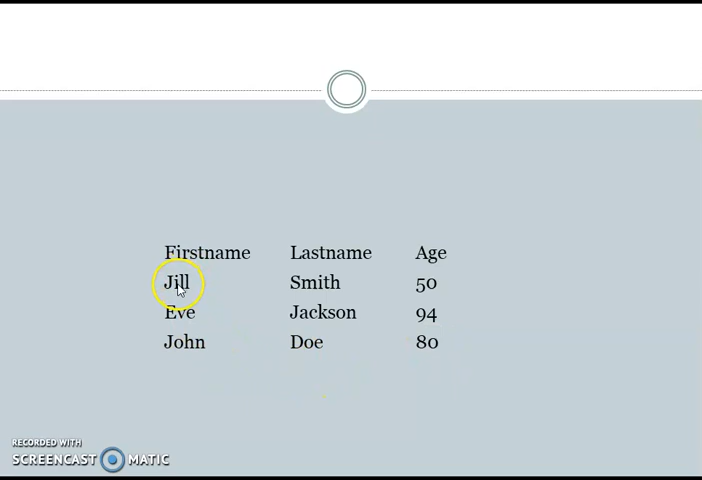 Firstname Lastname Age
Jill Smith 50
Eve Jackson 94
John Doe 80
RECORDED WITH
SCREENCAST MATIC